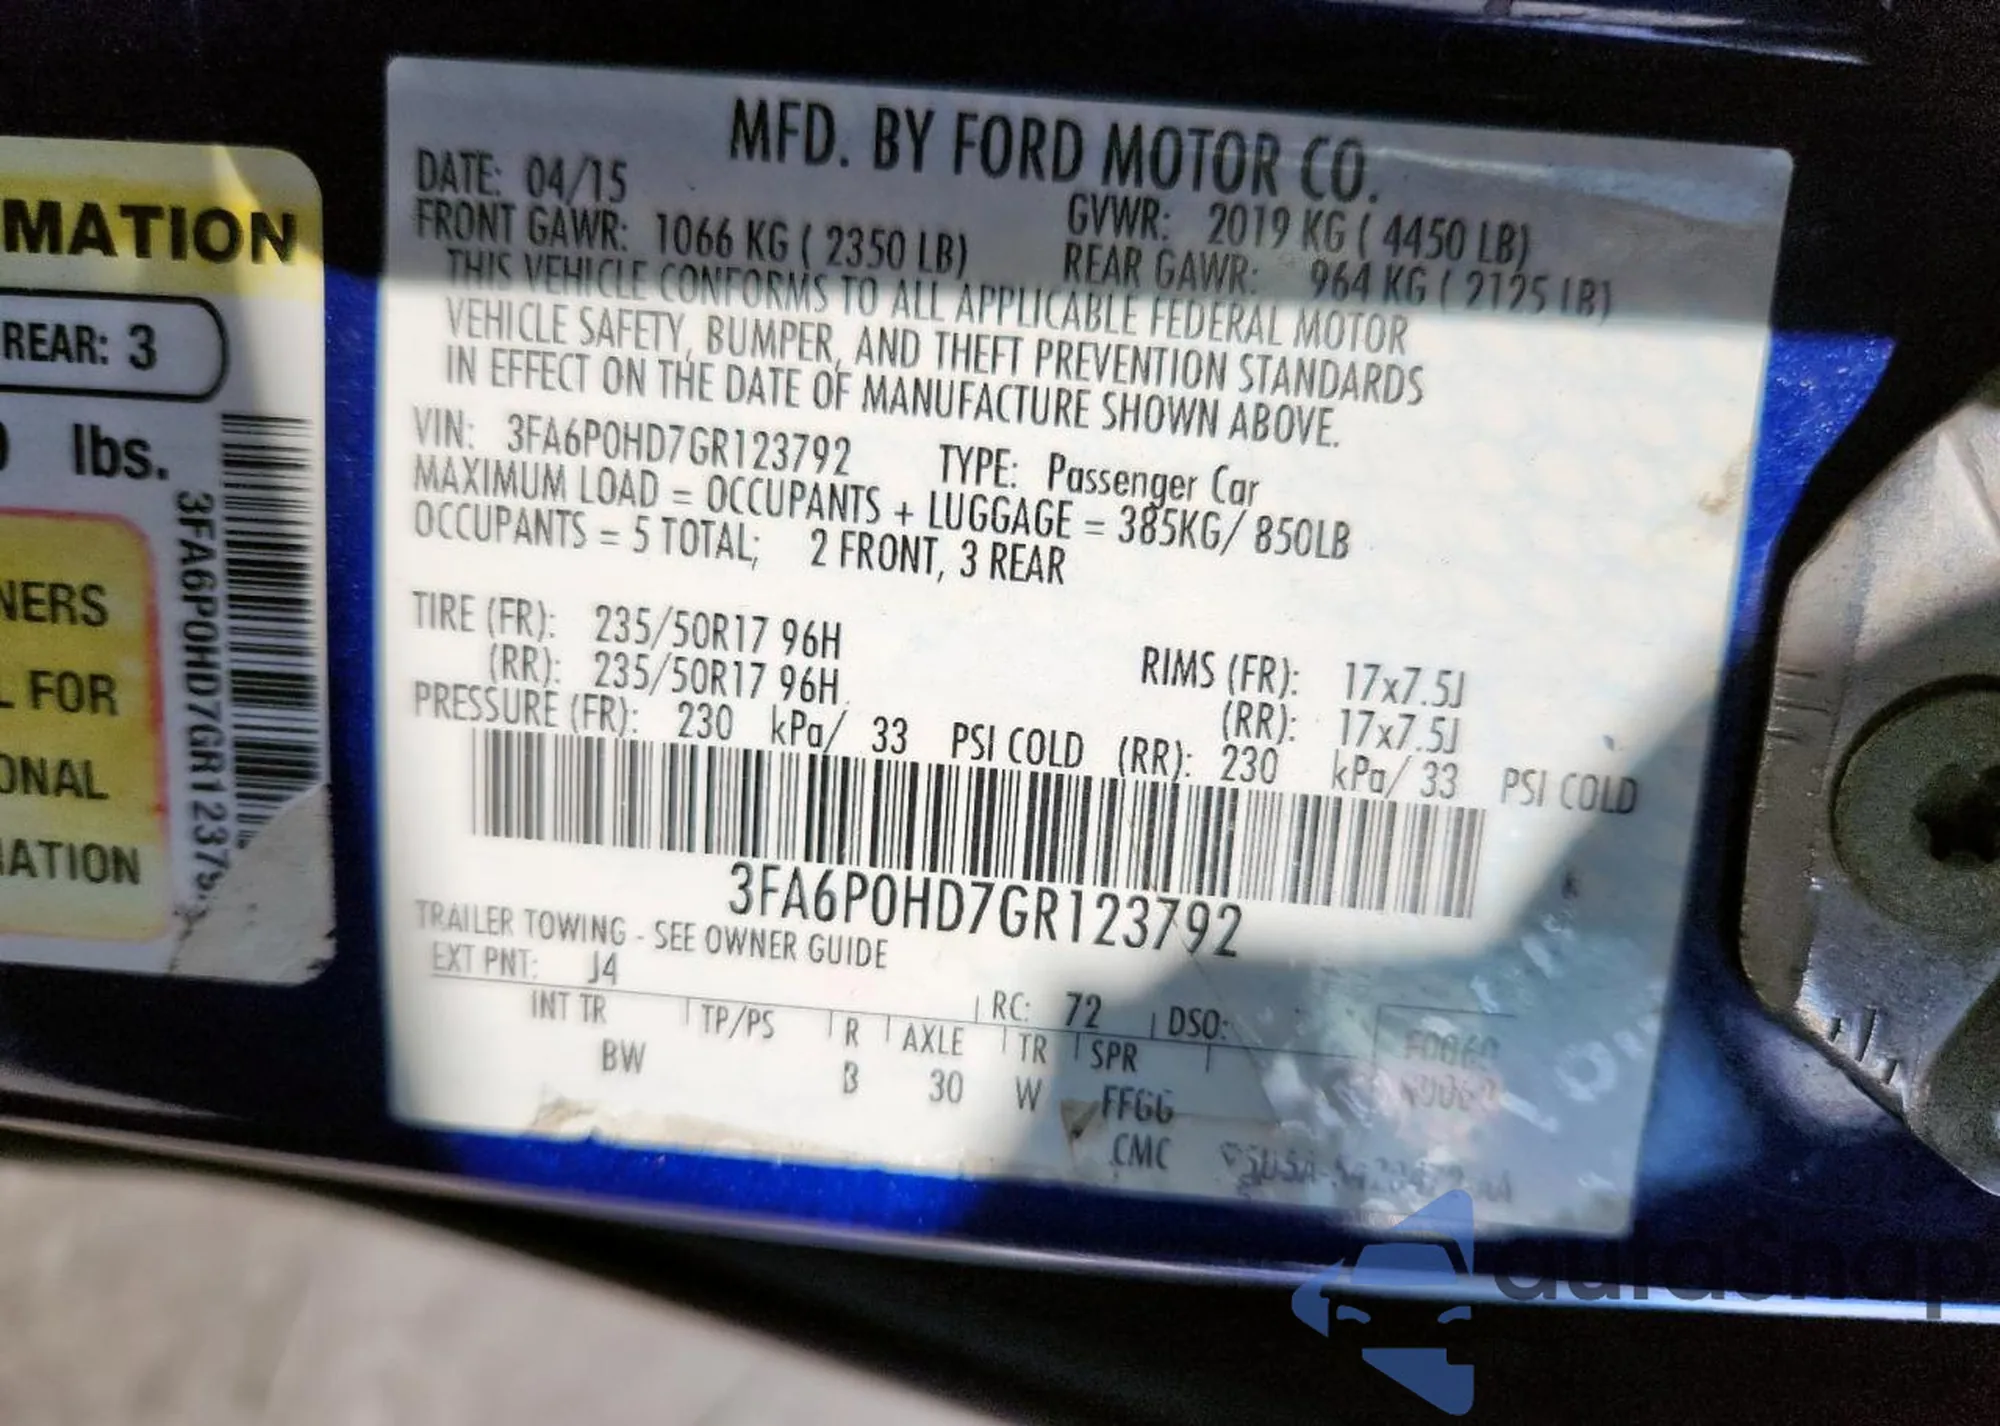 MATION
REAR: 3
lbs.
NERS
L FOR
ONAL
MATION
3FA6P0HD7GR12379
MFD. BY FORD MOTOR CO.
DATE: 04/15
GVWR: 2019 KG ( 4450 LB)
FRONT GAWR: 1066 KG ( 2350 LB)
REAR GAWR: 964 KG ( 2125 LB)
THIS VEHICLE CONFORMS TO ALL APPLICABLE FEDERAL MOTOR
VEHICLE SAFETY, BUMPER, AND THEFT PREVENTION STANDARDS
IN EFFECT ON THE DATE OF MANUFACTURE SHOWN ABOVE.
VIN: 3FA6P0HD7GR123792 TYPE: Passenger Car
MAXIMUM LOAD = OCCUPANTS + LUGGAGE = 385KG/ 850LB
OCCUPANTS = 5 TOTAL; 2 FRONT, 3 REAR
TIRE (FR): 235/50R17 96H RIMS (FR): 17x7.5J
(RR): 235/50R17 96H (RR): 17x7.5J
PRESSURE (FR): 230 kPa/ 33 PSI COLD (RR): 230 kPa/ 33 PSI COLD
3FA6P0HD7GR123792
TRAILER TOWING - SEE OWNER GUIDE
EXT PNT: J4 RC: 72 DSO:
INT TR TP/PS R AXLE TR SPR
BW B 30 W FFGG
CMC
durashop